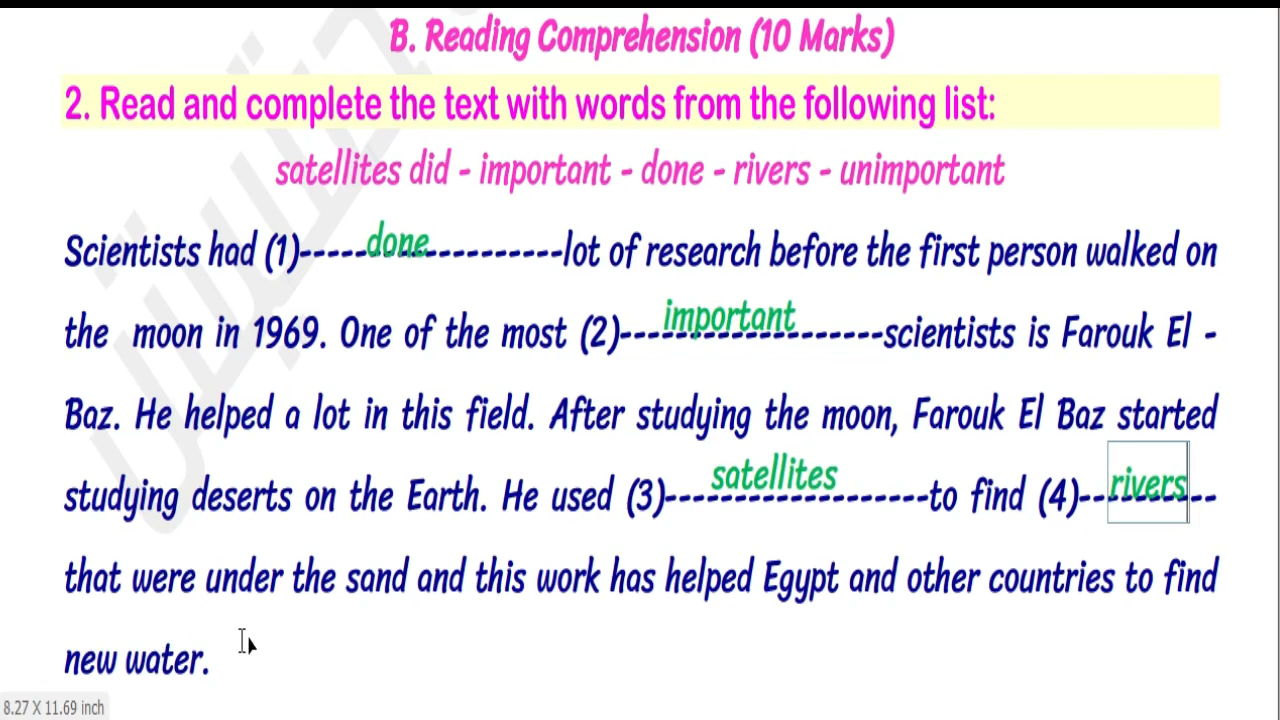 B. Reading Comprehension (10 Marks)
2. Read and complete the text with words from the following list:
satellites did - important - done - rivers - unimportant
Scientists had (1)-----done------------------lot of research before the first person walked on
the moon in 1969. One of the most (2)---important-----------------scientists is Farouk El -
Baz. He helped a lot in this field. After studying the moon, Farouk El Baz started
studying deserts on the Earth. He used (3)----satellites----------------to find (4)--rivers--------
that were under the sand and this work has helped Egypt and other countries to find
new water.
8.27 X 11.69 inch